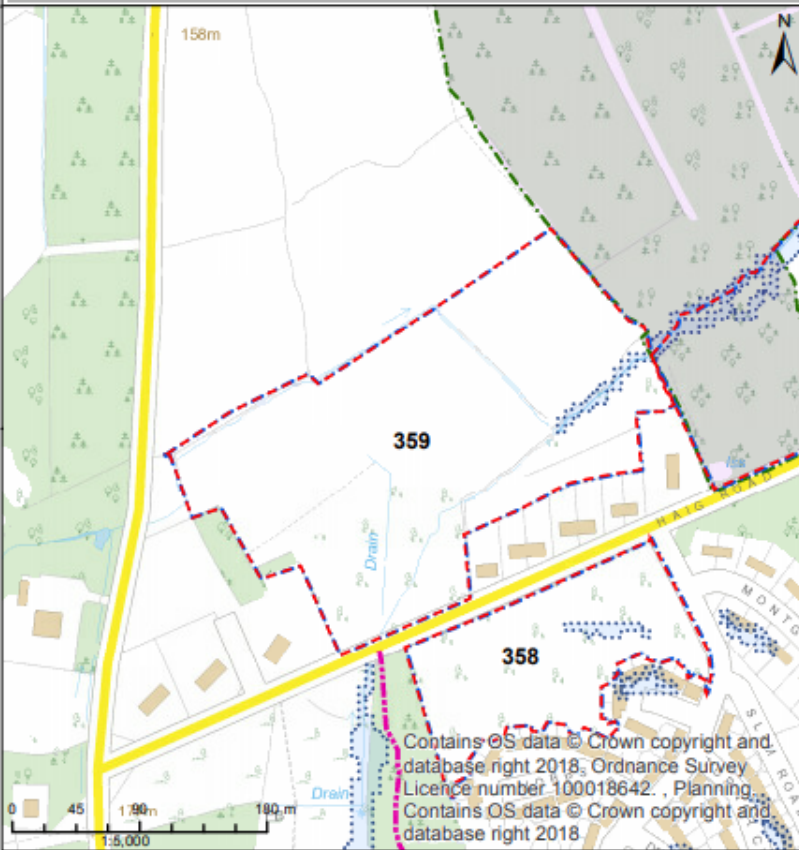 158m
N
359
HAIG ROAD
Drain
358
MONTG
SLIM ROA
Contains OS data © Crown copyright and
database right 2018, Ordnance Survey
Licence number 100018642. , Planning
Contains OS data © Crown copyright and
database right 2018
Drain
0 45 90 180 m
1:5,000